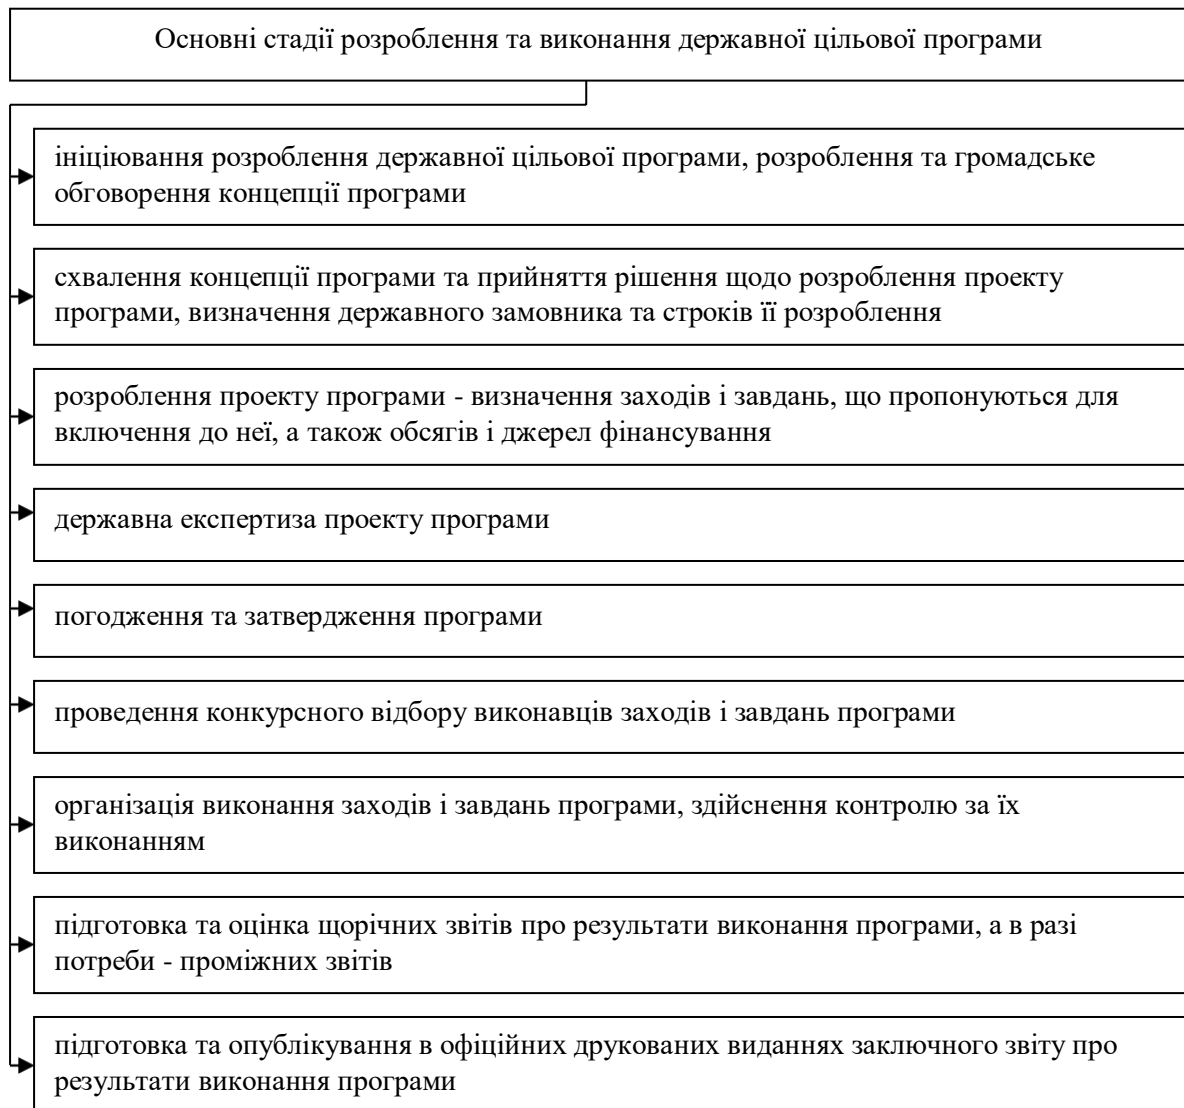 Основні стадії розроблення та виконання державної цільової програми
ініціювання розроблення державної цільової програми, розроблення та громадське
обговорення концепції програми
схвалення концепції програми та прийняття рішення щодо розроблення проекту
програми, визначення державного замовника та строків її розроблення
розроблення проекту програми - визначення заходів і завдань, що пропонуються для
включення до неї, а також обсягів і джерел фінансування
державна експертиза проекту програми
погодження та затвердження програми
проведення конкурсного відбору виконавців заходів і завдань програми
організація виконання заходів і завдань програми, здійснення контролю за їх
виконанням
підготовка та оцінка щорічних звітів про результати виконання програми, а в разі
потреби - проміжних звітів
підготовка та опублікування в офіційних друкованих виданнях заключного звіту про
результати виконання програми